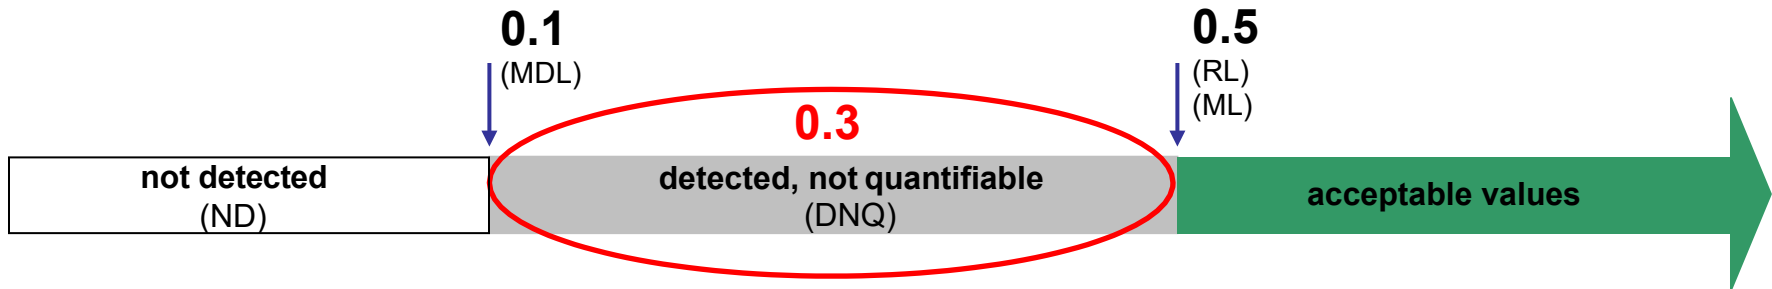 0.1
(MDL)
0.5
(RL)
(ML)
0.3
not detected
(ND)
detected, not quantifiable
(DNQ)
acceptable values